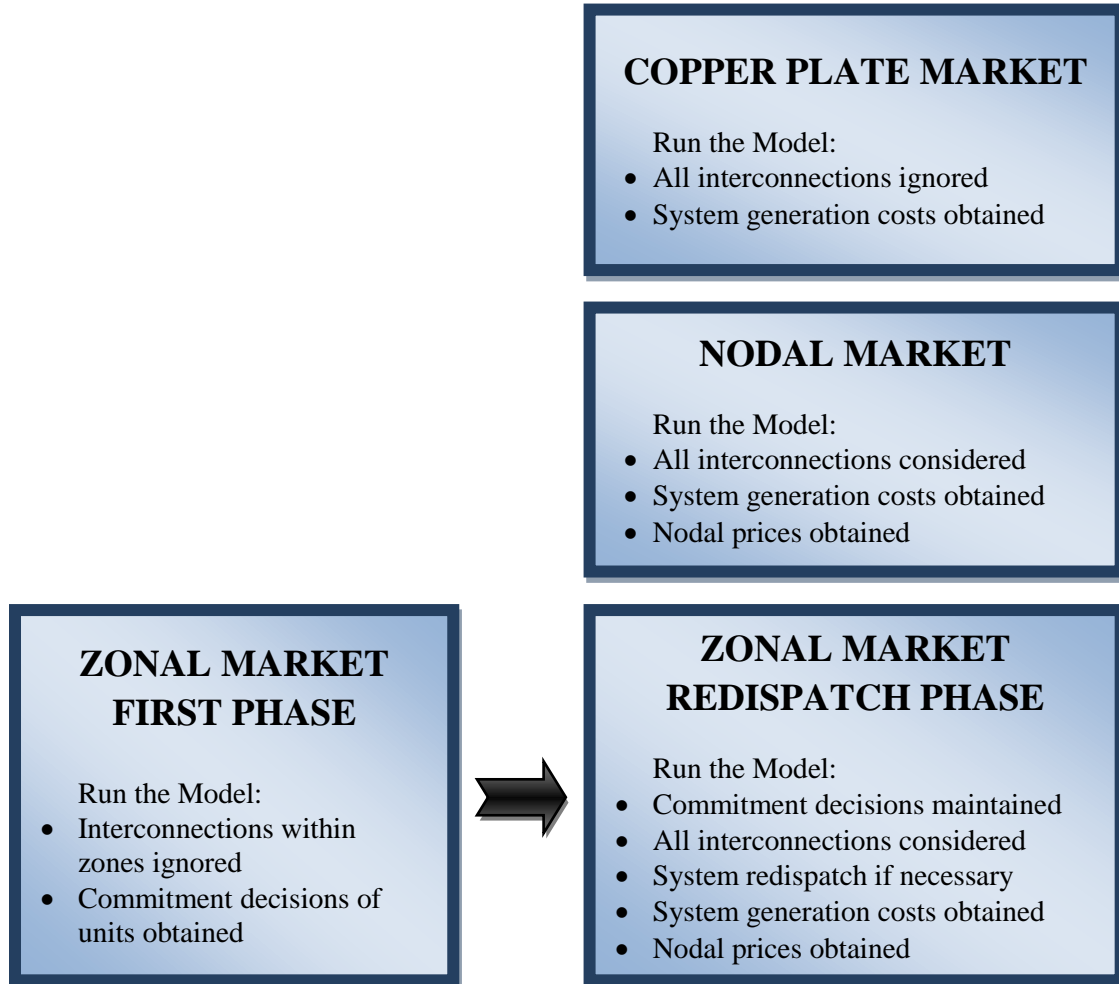 COPPER PLATE MARKET
Run the Model:
• All interconnections ignored
• System generation costs obtained
NODAL MARKET
Run the Model:
• All interconnections considered
• System generation costs obtained
• Nodal prices obtained
ZONAL MARKET
FIRST PHASE
Run the Model:
• Interconnections within
zones ignored
• Commitment decisions of
units obtained
ZONAL MARKET
REDISPATCH PHASE
Run the Model:
• Commitment decisions maintained
• All interconnections considered
• System redispatch if necessary
• System generation costs obtained
• Nodal prices obtained